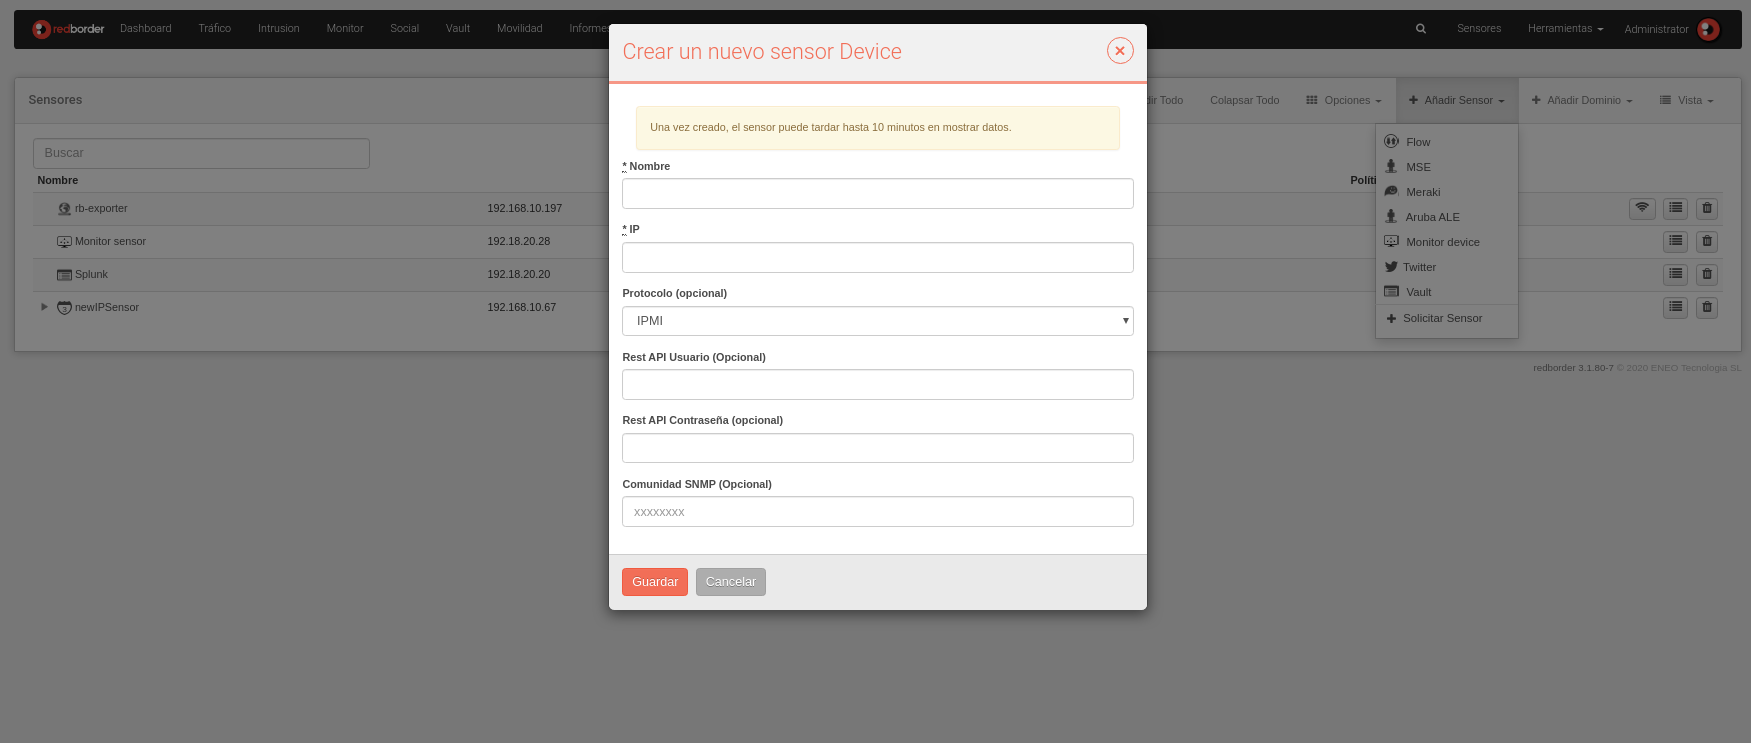 redborder Dashboard Tráfico Intrusion Monitor Social Vault Movilidad Informes Sensores Herramientas Administrator
Crear un nuevo sensor Device
Sensores
Todo Colapsar Todo Opciones Añadir Sensor Añadir Dominio Vista
Una vez creado, el sensor puede tardar hasta 10 minutos en mostrar datos.
Buscar
Nombre
* Nombre
rb-exporter 192.168.10.197
Monitor sensor 192.18.20.28
Splunk 192.18.20.20
newIPSensor 192.168.10.67
* IP
Protocolo (opcional)
IPMI
Rest API Usuario (Opcional)
Rest API Contraseña (opcional)
Comunidad SNMP (Opcional)
xxxxxxxx
Guardar Cancelar
Flow
MSE
Meraki
Aruba ALE
Monitor device
Twitter
Vault
Solicitar Sensor
redborder 3.1.80-7 © 2020 ENEO Tecnología SL